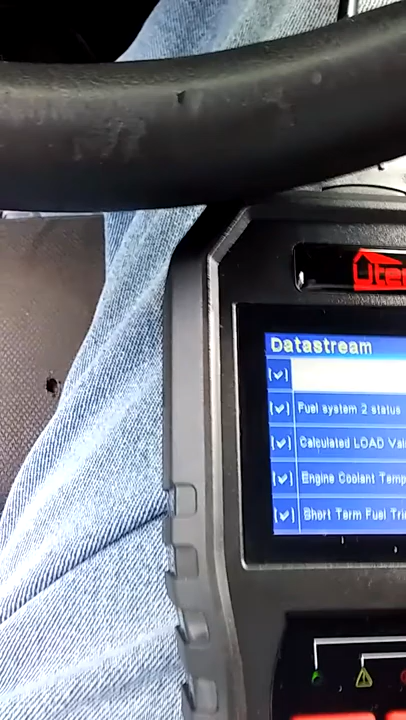 Datastream
Fuel system 2 status
Calculated LOAD Val
Engine Coolant Temp
Short Term Fuel Tri